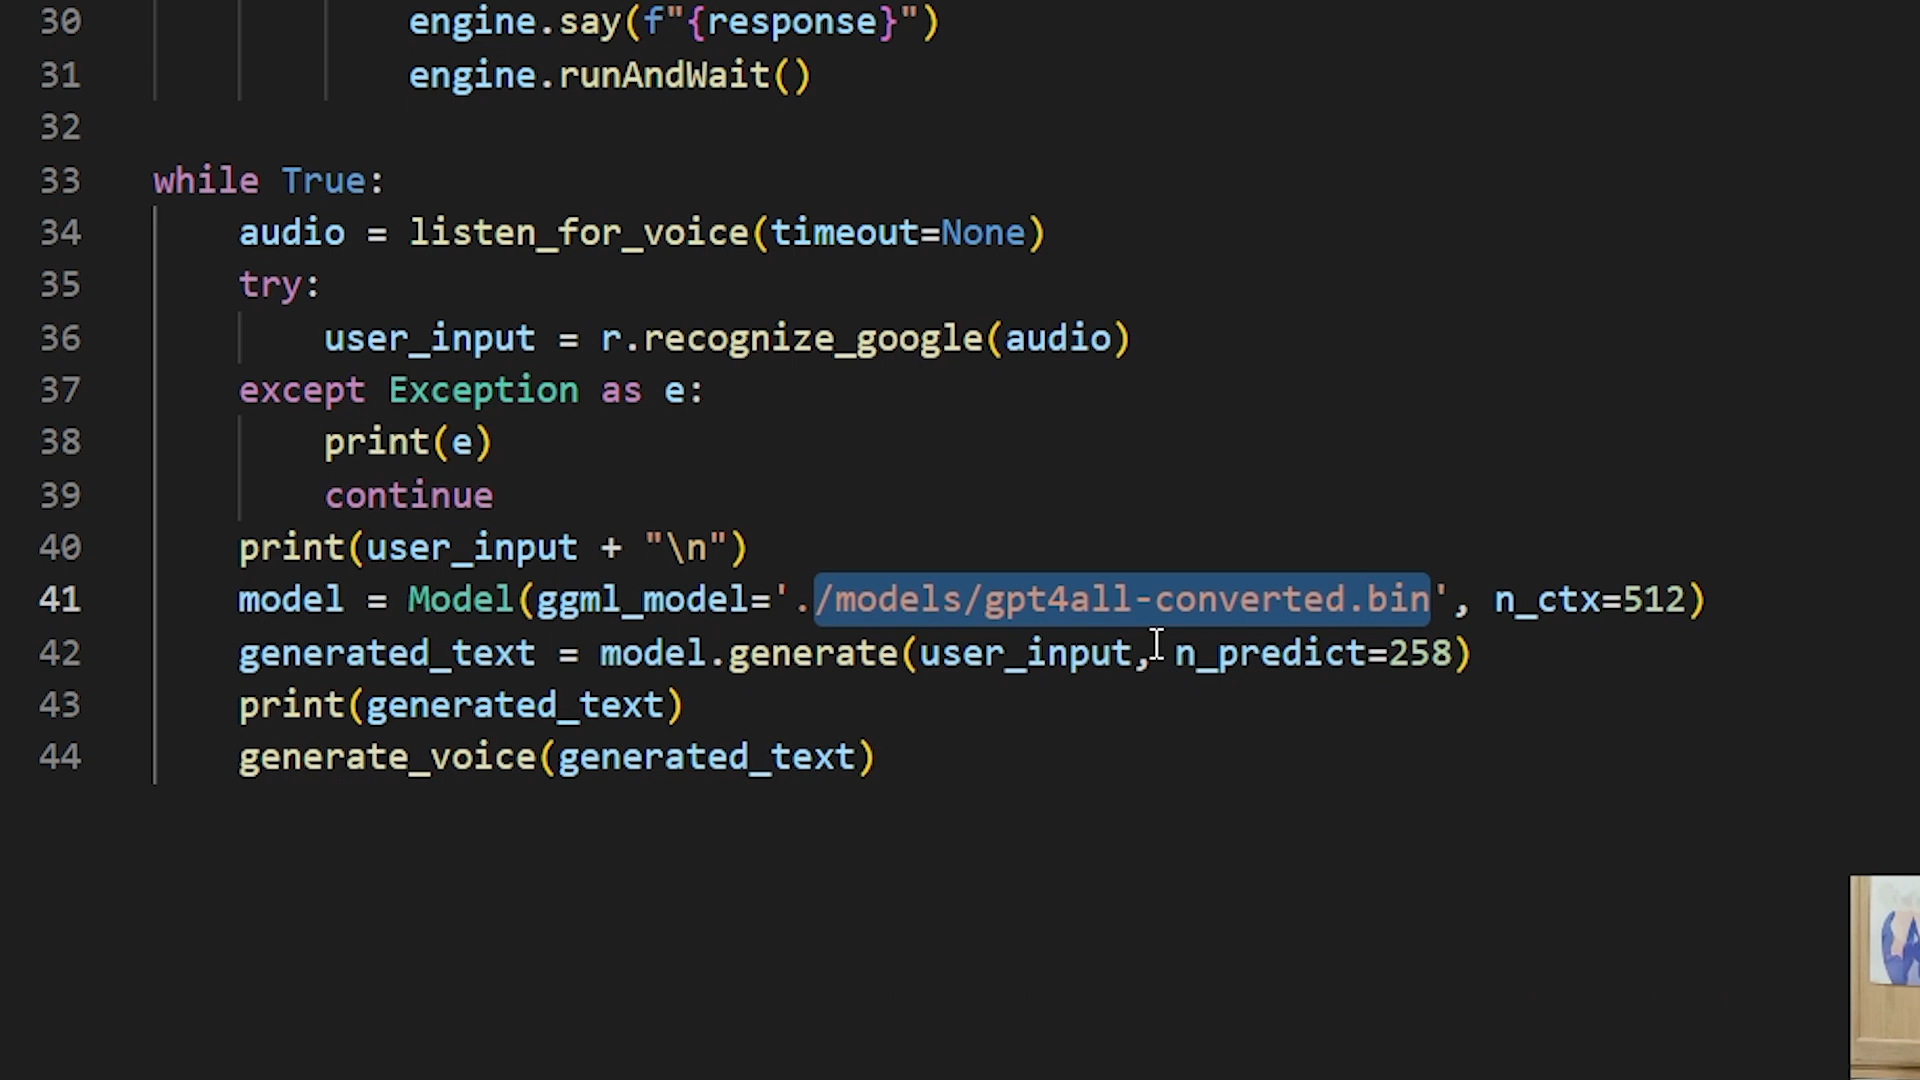 30 engine.say(f"{response}")
31 engine.runAndWait()
32
33 while True:
34 audio = listen_for_voice(timeout=None)
35 try:
36 user_input = r.recognize_google(audio)
37 except Exception as e:
38 print(e)
39 continue
40 print(user_input + "\n")
41 model = Model(ggml_model='./models/gpt4all-converted.bin', n_ctx=512)
42 generated_text = model.generate(user_input, n_predict=258)
43 print(generated_text)
44 generate_voice(generated_text)